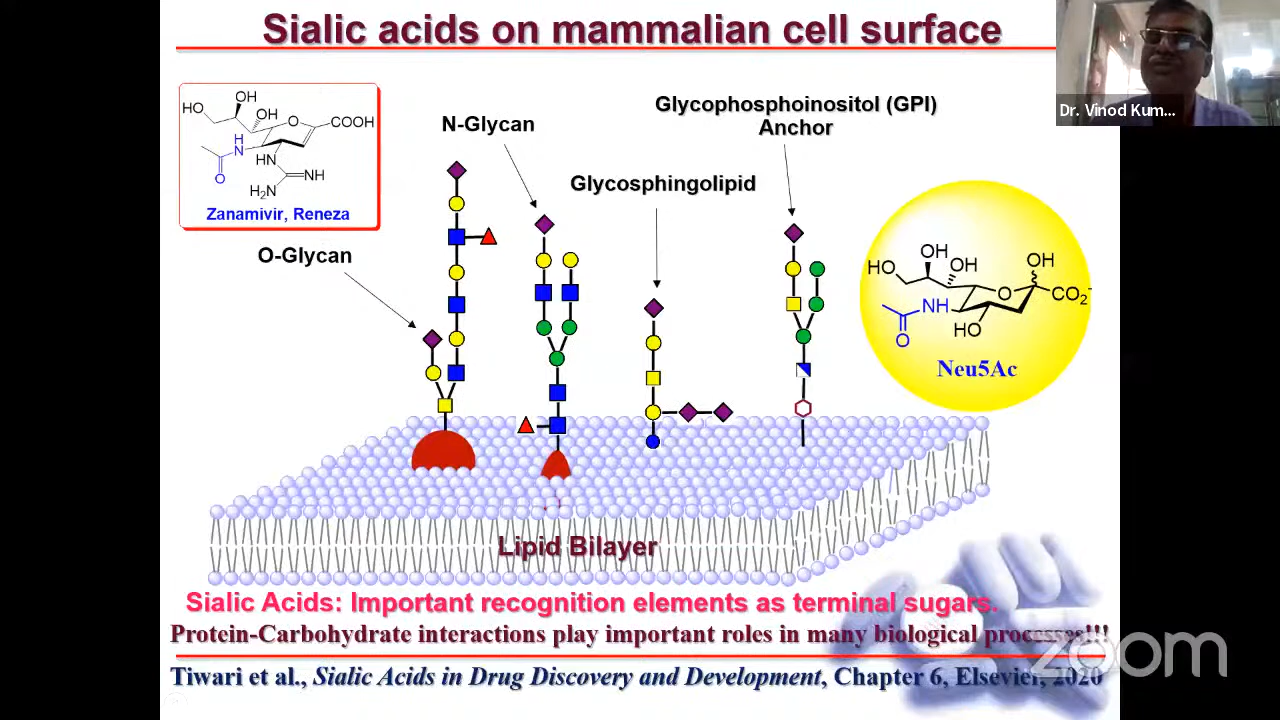 Sialic acids on mammalian cell surface
Dr. Vinod Kum...
HO
OH
OH
O
COOH
H
N
O
HN
NH
H₂N
Zanamivir, Reneza
O-Glycan
N-Glycan
Glycosphingolipid
Glycophosphoinositol (GPI)
Anchor
HO
OH
OH
OH
O
CO₂⁻
NH
O
HO
Neu5Ac
Lipid Bilayer
Sialic Acids: Important recognition elements as terminal sugars.
Protein-Carbohydrate interactions play important roles in many biological processes!!!
Tiwari et al., Sialic Acids in Drug Discovery and Development, Chapter 6, Elsevier, 2020
zoom